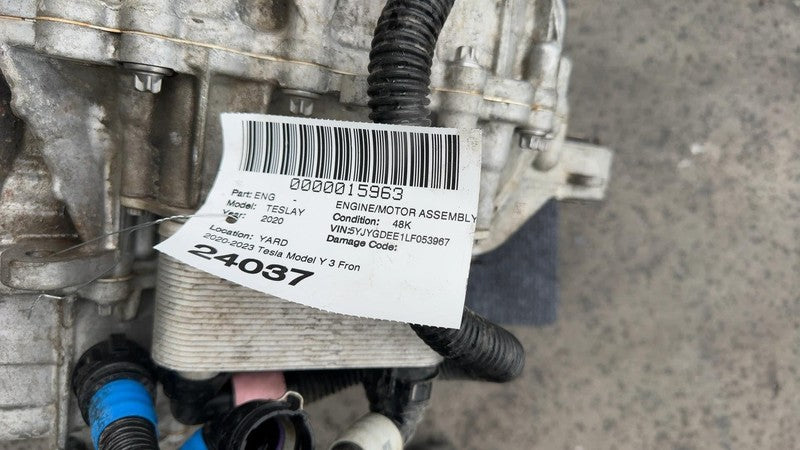 0000015963
Part: ENG - ENGINE/MOTOR ASSEMBLY
Model: TESLAY Condition: 48K
Year: 2020 VIN:5YJYGDEE1LF053967
Location: YARD Damage Code:
2020-2023 Tesla Model Y 3 Fron
24037